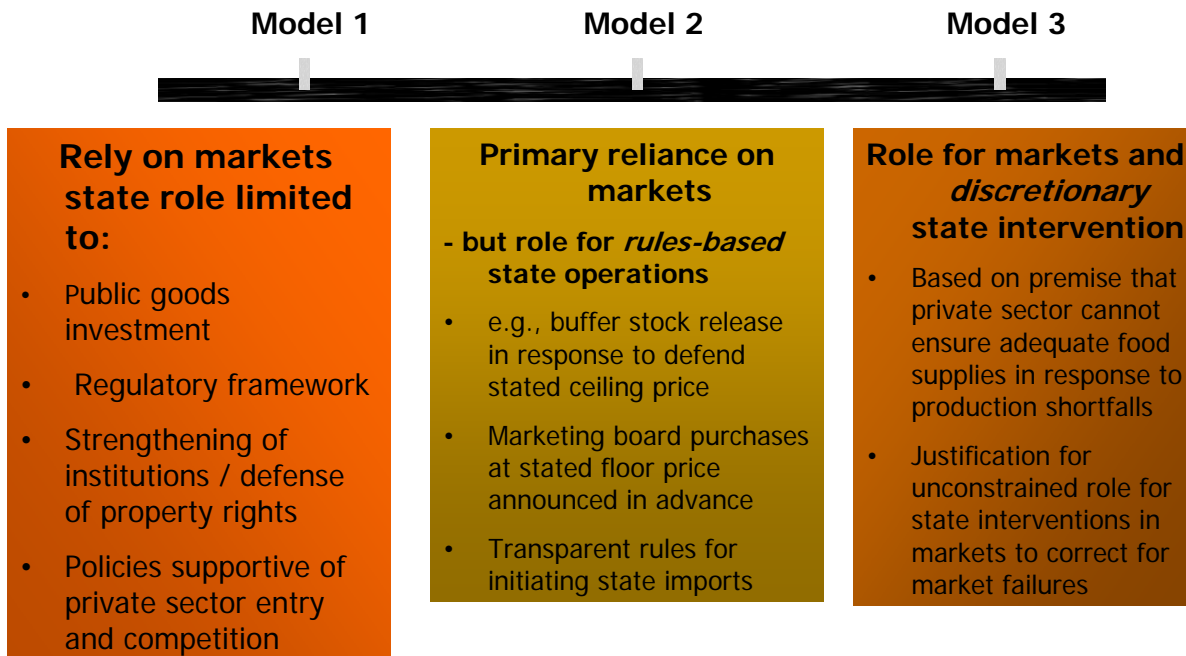 Model 1
Model 2
Model 3
Rely on markets
state role limited
to:
• Public goods
investment
• Regulatory framework
• Strengthening of
institutions / defense
of property rights
• Policies supportive of
private sector entry
and competition
Primary reliance on
markets
- but role for rules-based
state operations
• e.g., buffer stock release
in response to defend
stated ceiling price
• Marketing board purchases
at stated floor price
announced in advance
• Transparent rules for
initiating state imports
Role for markets and
discretionary
state intervention
• Based on premise that
private sector cannot
ensure adequate food
supplies in response to
production shortfalls
• Justification for
unconstrained role for
state interventions in
markets to correct for
market failures